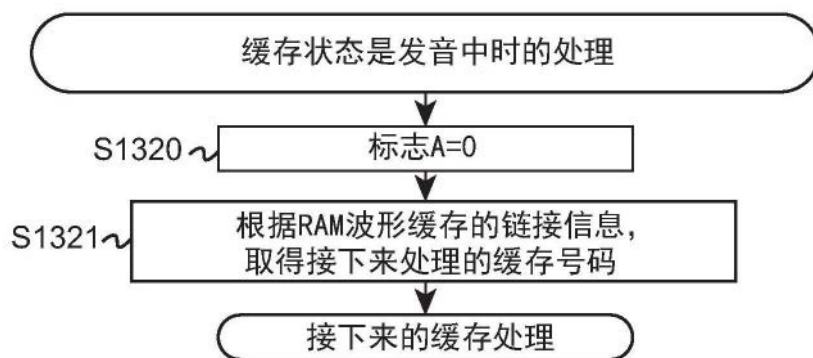 缓存状态是发音中时的处理
S1320
标志A=0
S1321
根据RAM波形缓存的链接信息,
取得接下来处理的缓存号码
接下来的缓存处理